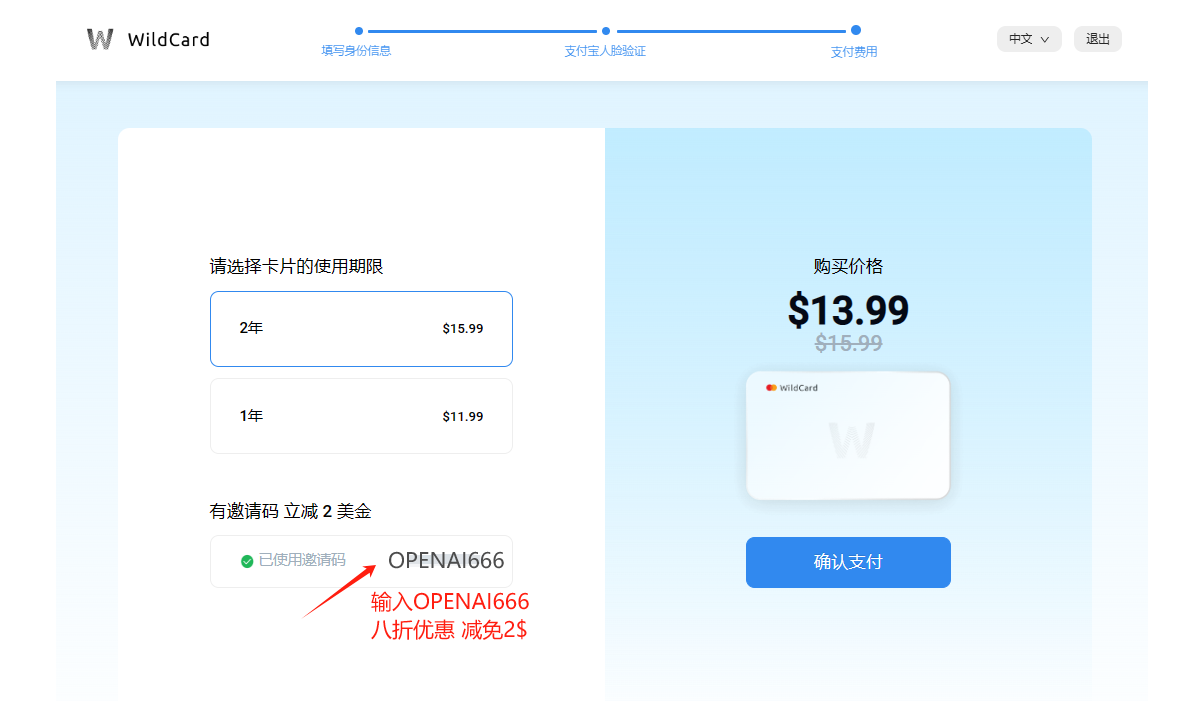 WildCard
填写身份信息
支付宝人脸验证
支付费用
中文
退出
请选择卡片的使用期限
2年 $15.99
1年 $11.99
有邀请码 立减 2 美金
已使用邀请码 OPENAI666
输入OPENAI666
八折优惠 减免2$
购买价格
$13.99
$15.99
WildCard
W
确认支付